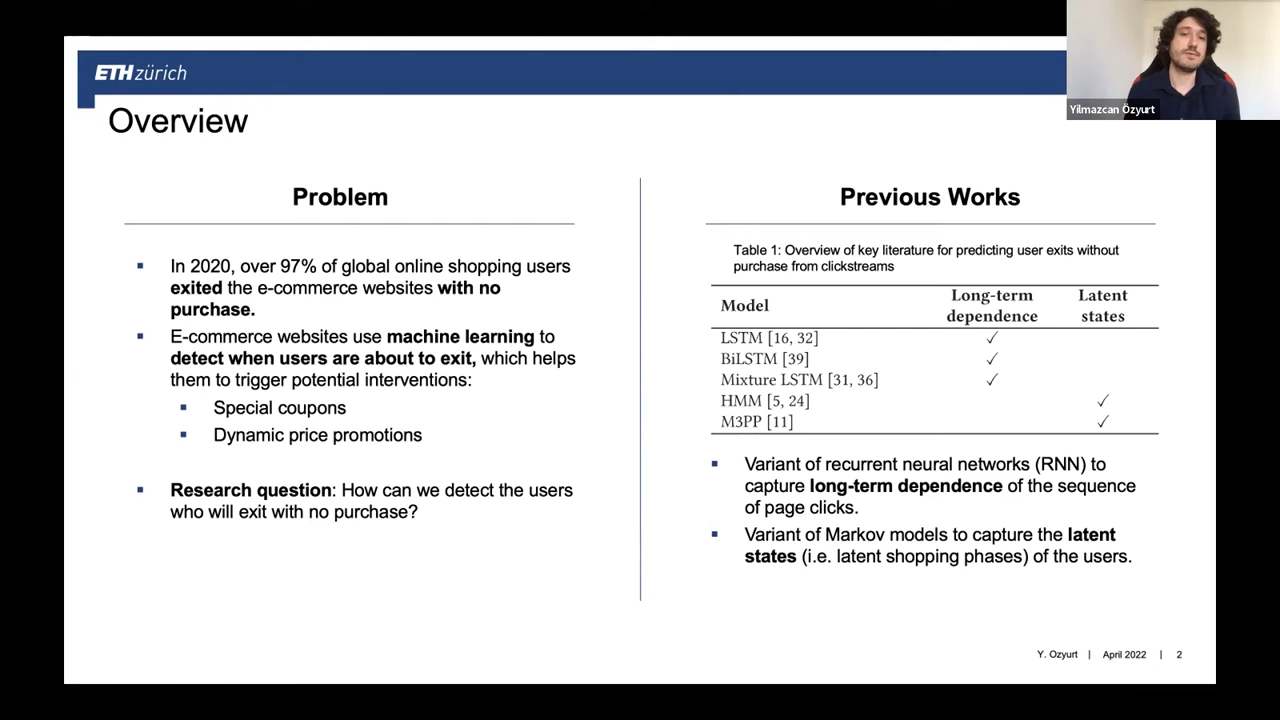 ETH zürich
Yilmazcan Özyurt
Overview
Problem
In 2020, over 97% of global online shopping users
exited the e-commerce websites with no
purchase.
E-commerce websites use machine learning to
detect when users are about to exit, which helps
them to trigger potential interventions:
Special coupons
Dynamic price promotions
Research question: How can we detect the users
who will exit with no purchase?
Previous Works
Table 1: Overview of key literature for predicting user exits without
purchase from clickstreams
Model Long-term dependence Latent states
LSTM [16, 32] ✓
BiLSTM [39] ✓
Mixture LSTM [31, 36] ✓
HMM [5, 24] ✓
M3PP [11] ✓
Variant of recurrent neural networks (RNN) to
capture long-term dependence of the sequence
of page clicks.
Variant of Markov models to capture the latent
states (i.e. latent shopping phases) of the users.
Y. Ozyurt | April 2022 | 2